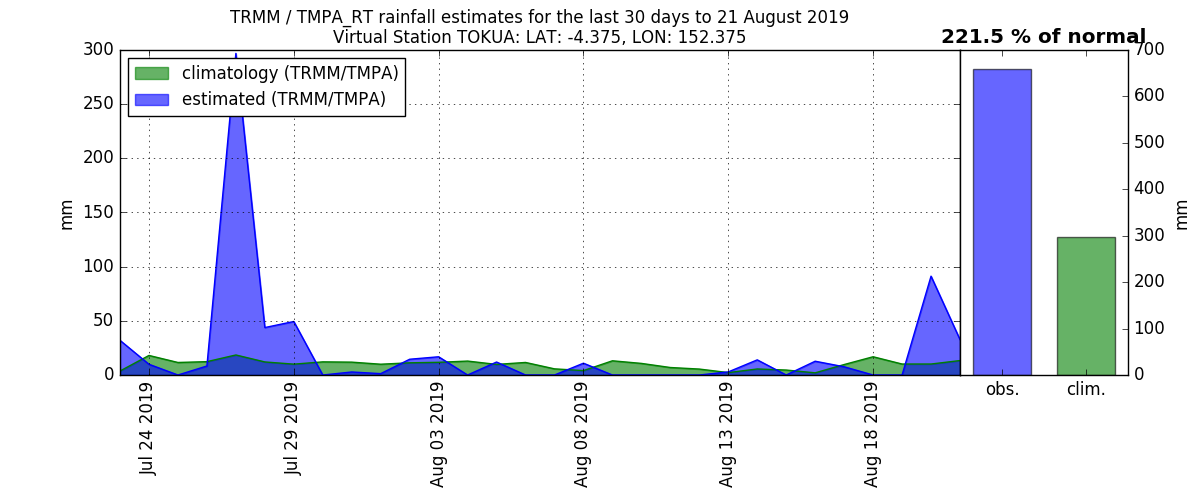 TRMM / TMPA_RT rainfall estimates for the last 30 days to 21 August 2019
Virtual Station TOKUA: LAT: -4.375, LON: 152.375
221.5 % of normal
climatology (TRMM/TMPA)
estimated (TRMM/TMPA)
300
250
200
150
100
50
0
mm
Jul 24 2019
Jul 29 2019
Aug 03 2019
Aug 08 2019
Aug 13 2019
Aug 18 2019
obs.
clim.
700
600
500
400
300
200
100
0
mm